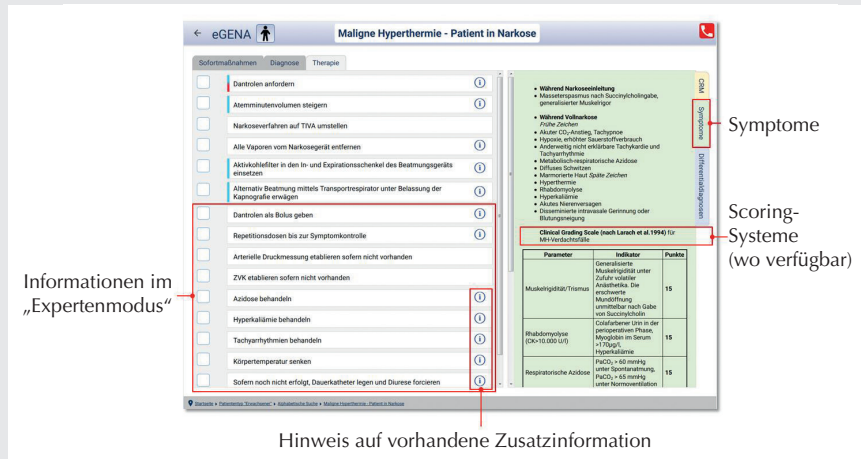 ← eGENA Maligne Hyperthermie - Patient in Narkose
Sofortmaßnahmen Diagnose Therapie
Dantrolen anfordern
Atemminutenvolumen steigern
Narkoseverfahren auf TIVA umstellen
Alle Vaporen vom Narkosegerät entfernen
Aktivkohlefilter in den In- und Expirationsschenkel des Beatmungsgeräts
einsetzen
Alternativ Beatmung mittels Transportrespirator unter Belassung der
Kapnografie erwägen
Dantrolen als Bolus geben
Repetitionsdosen bis zur Symptomkontrolle
Arterielle Druckmessung etablieren sofern nicht vorhanden
ZVK etablieren sofern nicht vorhanden
Azidose behandeln
Hyperkaliämie behandeln
Tachyarrhythmien behandeln
Körpertemperatur senken
Sofern noch nicht erfolgt, Dauerkatheter legen und Diurese forcieren
• Während Narkoseeinleitung
• Masseterspasmus nach Succinylcholingabe,
generalisierter Muskelrigor
• Während Vollnarkose
Frühe Zeichen
• Akuter CO₂-Anstieg, Tachypnoe
• Hypoxie, erhöhter Sauerstoffverbrauch
• Anderweitig nicht erklärbare Tachykardie und
Tachyarrhythmie
• Metabolisch-respiratorische Azidose
• Diffuses Schwitzen
• Marmorierte Haut Späte Zeichen
• Hyperthermie
• Rhabdomyolyse
• Hyperkaliämie
• Akutes Nierenversagen
• Disseminierte intravasale Gerinnung oder
Blutungsneigung
Clinical Grading Scale (nach Larach et al.1994) für
MH-Verdachtsfälle
Parameter Indikator Punkte
Muskelrigidität/Trismus
Generalisierte
Muskelrigidität unter
Zufuhr volatiler
Anästhetika. Die
erschwerte
Mundöffnung
unmittelbar nach Gabe
von Succinylcholin
15
Rhabdomyolyse
(CK>10.000 U/l)
Colafarbener Urin in der
perioperativen Phase,
Myoglobin im Serum
>170µg/l,
Hyperkaliämie
15
Respiratorische Azidose
PaCO₂ > 60 mmHg
unter Spontanatmung,
PaCO₂ > 65 mmHg
unter Normoventilation
15
CRM
Symptome
Differentialdiagnosen
Startseite • Patiententyp "Erwachsener" • Alphabetische Suche • Maligne Hyperthermie - Patient in Narkose
Informationen im
„Expertenmodus“
Symptome
Scoring-
Systeme
(wo verfügbar)
Hinweis auf vorhandene Zusatzinformation